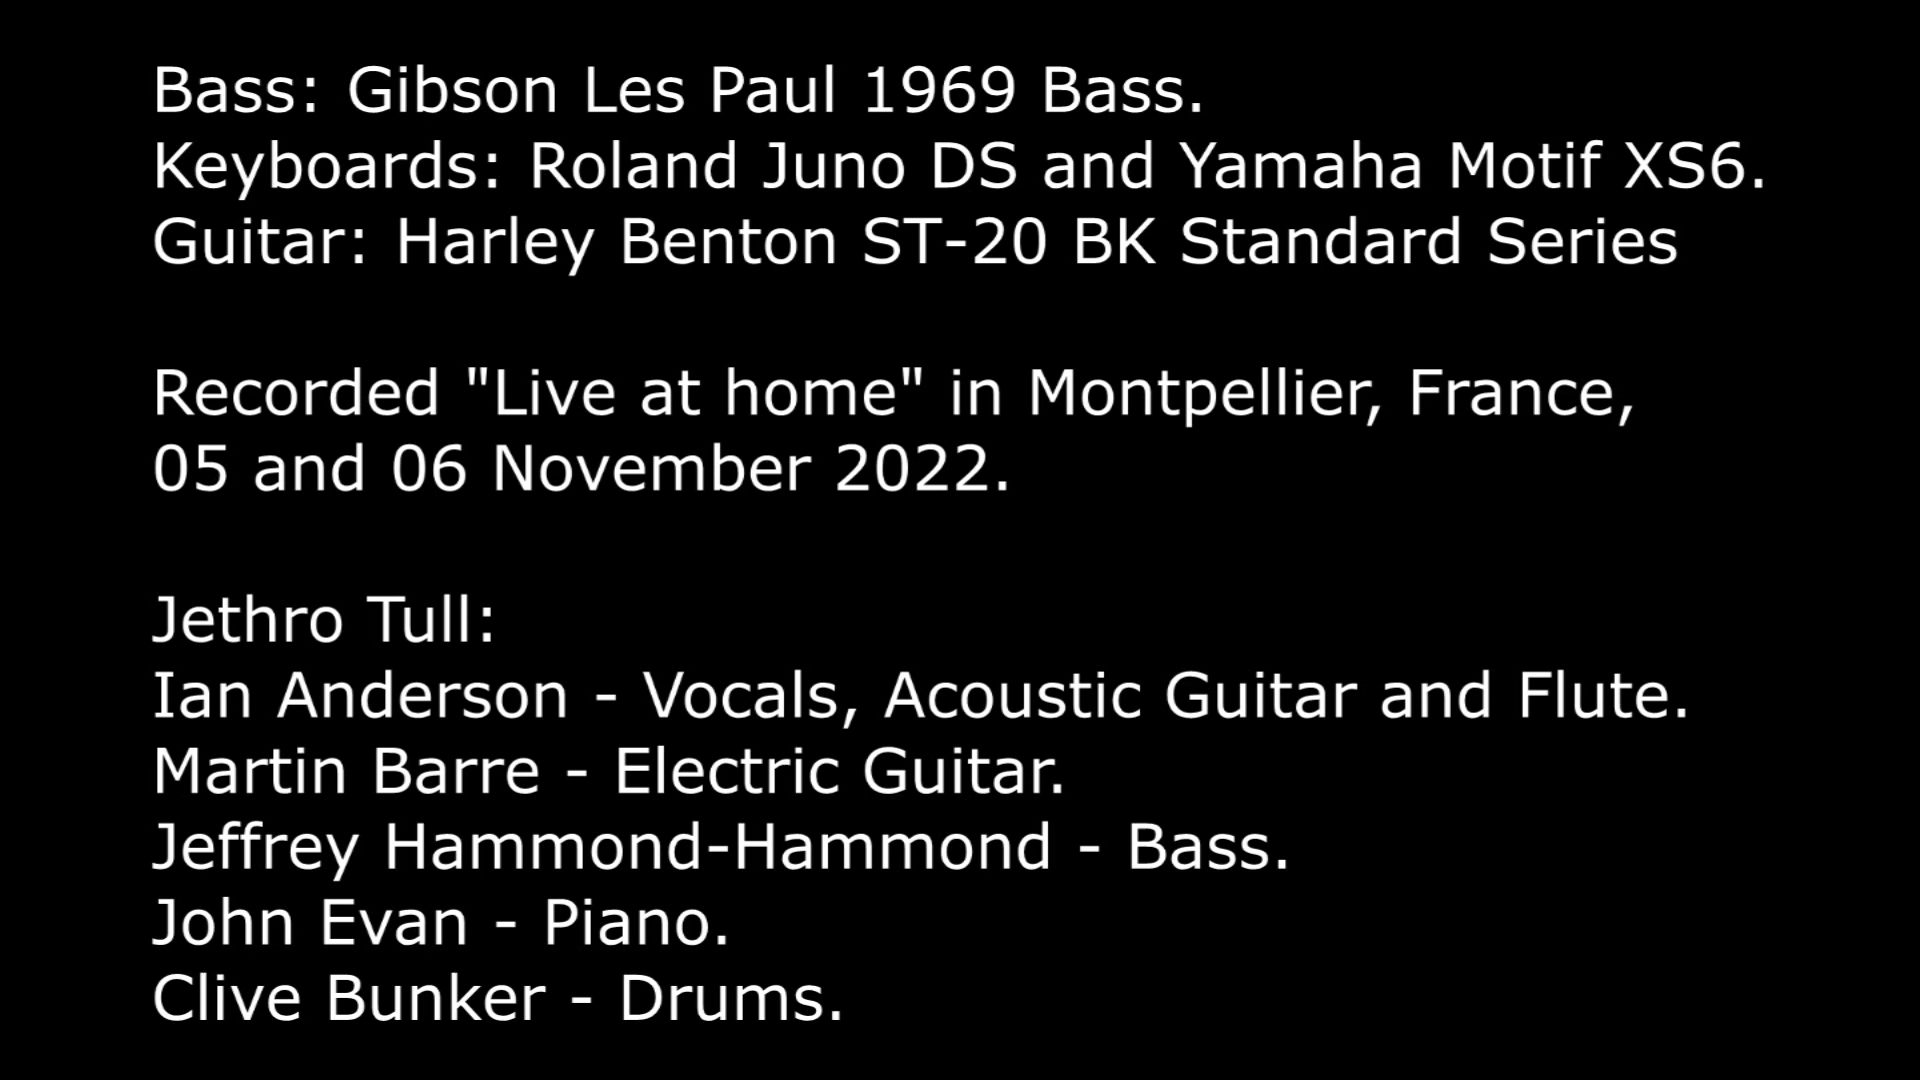 Bass: Gibson Les Paul 1969 Bass.
Keyboards: Roland Juno DS and Yamaha Motif XS6.
Guitar: Harley Benton ST-20 BK Standard Series
Recorded "Live at home" in Montpellier, France,
05 and 06 November 2022.
Jethro Tull:
Ian Anderson - Vocals, Acoustic Guitar and Flute.
Martin Barre - Electric Guitar.
Jeffrey Hammond-Hammond - Bass.
John Evan - Piano.
Clive Bunker - Drums.